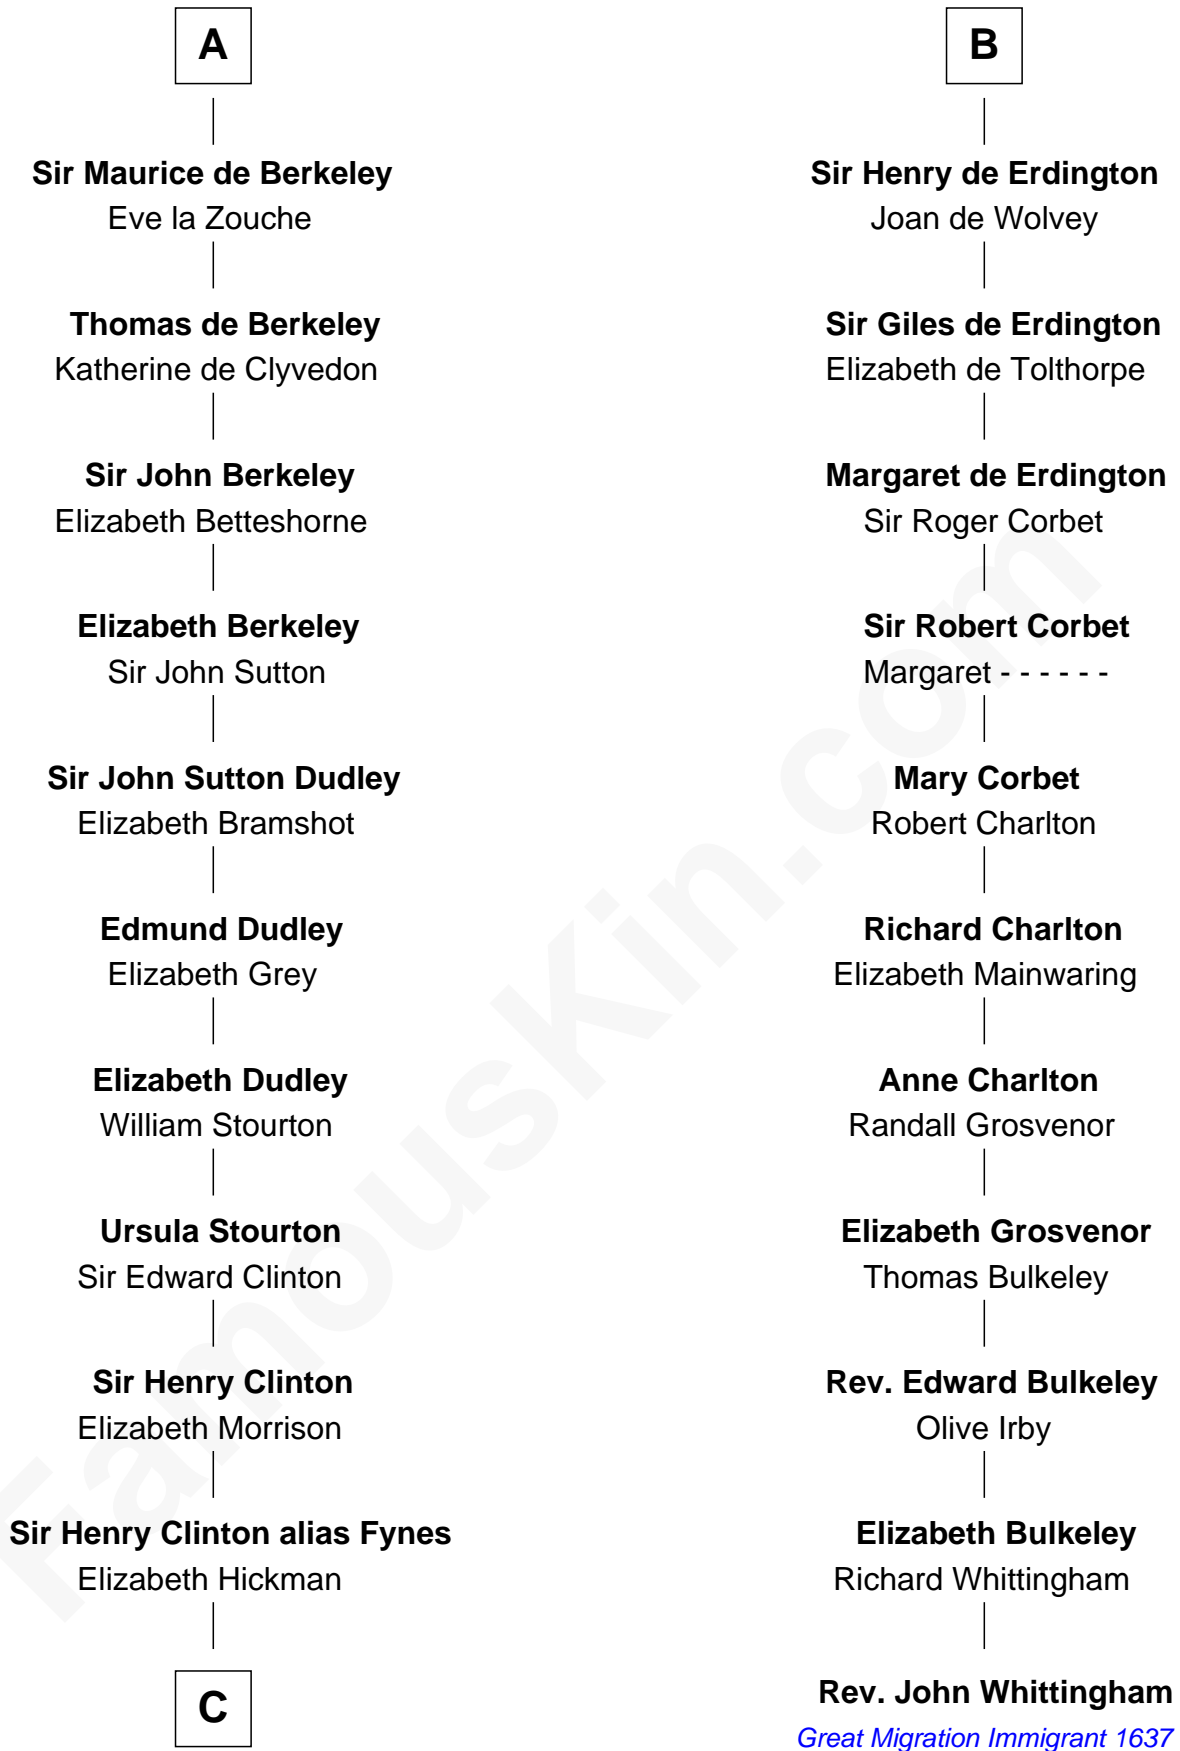 A
Sir Maurice de Berkeley
Eve la Zouche
Thomas de Berkeley
Katherine de Clyvedon
Sir John Berkeley
Elizabeth Betteshorne
Elizabeth Berkeley
Sir John Sutton
Sir John Sutton Dudley
Elizabeth Bramshot
Edmund Dudley
Elizabeth Grey
Elizabeth Dudley
William Stourton
Ursula Stourton
Sir Edward Clinton
Sir Henry Clinton
Elizabeth Morrison
Sir Henry Clinton alias Fynes
Elizabeth Hickman
C
B
Sir Henry de Erdington
Joan de Wolvey
Sir Giles de Erdington
Elizabeth de Tolthorpe
Margaret de Erdington
Sir Roger Corbet
Sir Robert Corbet
Margaret - - - - - -
Mary Corbet
Robert Charlton
Richard Charlton
Elizabeth Mainwaring
Anne Charlton
Randall Grosvenor
Elizabeth Grosvenor
Thomas Bulkeley
Rev. Edward Bulkeley
Olive Irby
Elizabeth Bulkeley
Richard Whittingham
Rev. John Whittingham
Great Migration Immigrant 1637
FamousKin.com